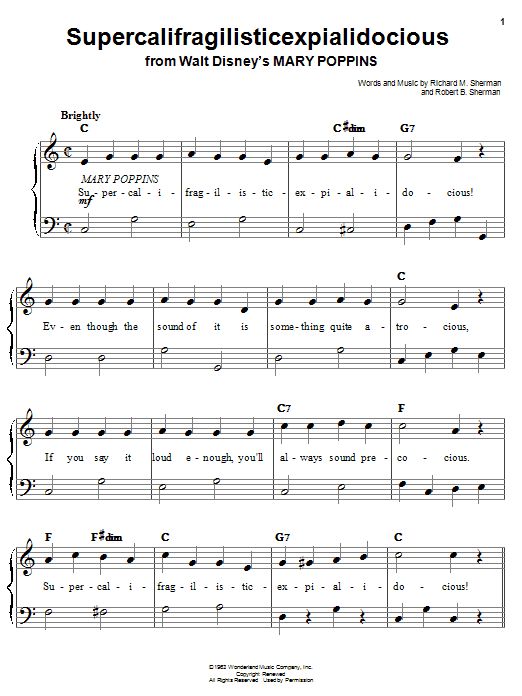 1
Supercalifragilisticexpialidocious
from Walt Disney's MARY POPPINS
Words and Music by Richard M. Sherman
and Robert B. Sherman
Brightly
C C#dim G7
MARY POPPINS
Su - per - cal - i - frag - il - is - tic - ex - pi - al - i - do - cious!
mf
C
Ev - en though the sound of it is some - thing quite a - tro - cious,
C7 F
If you say it loud e - nough, you'll al - ways sound pre - co - cious.
F F#dim C G7 C
Su - per - cal - i - frag - il - is - tic - ex - pi - al - i - do - cious!
© 1963 Wonderland Music Company, Inc.
Copyright Renewed
All Rights Reserved Used by Permission